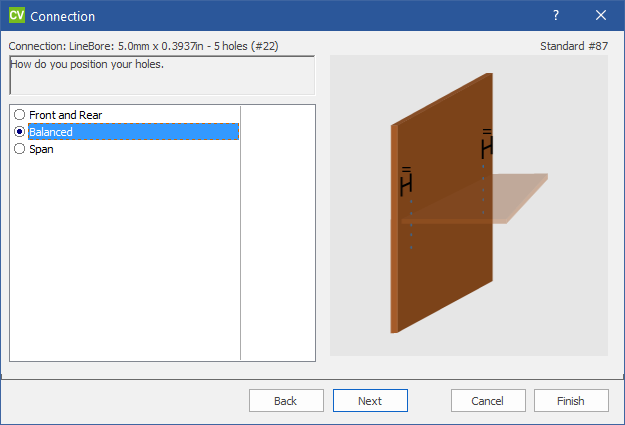 CV Connection ?
Connection: LineBore: 5.0mm x 0.3937in - 5 holes (#22) Standard #87
How do you position your holes.
Front and Rear
Balanced
Span
Back Next Cancel Finish